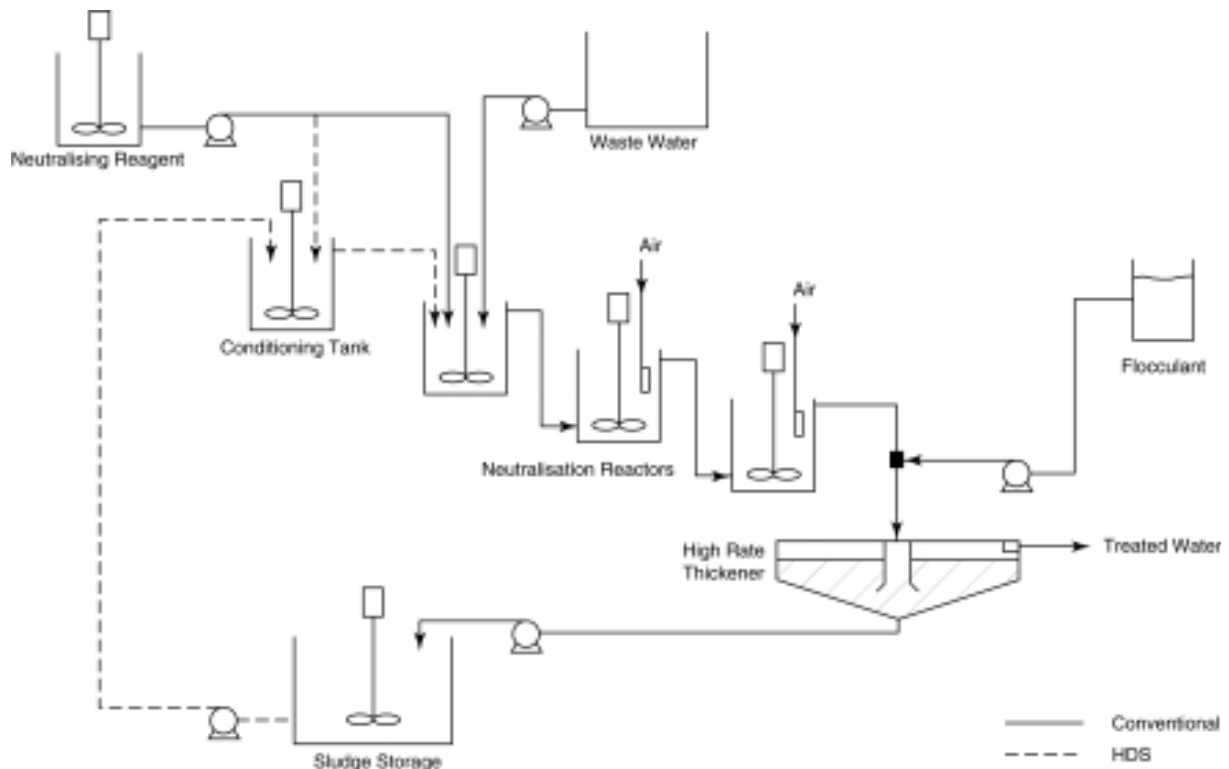 Neutralising Reagent
Waste Water
Conditioning Tank
Air
Air
Flocculant
Neutralisation Reactors
High Rate
Thickener
Treated Water
Sludge Storage
Conventional
HDS